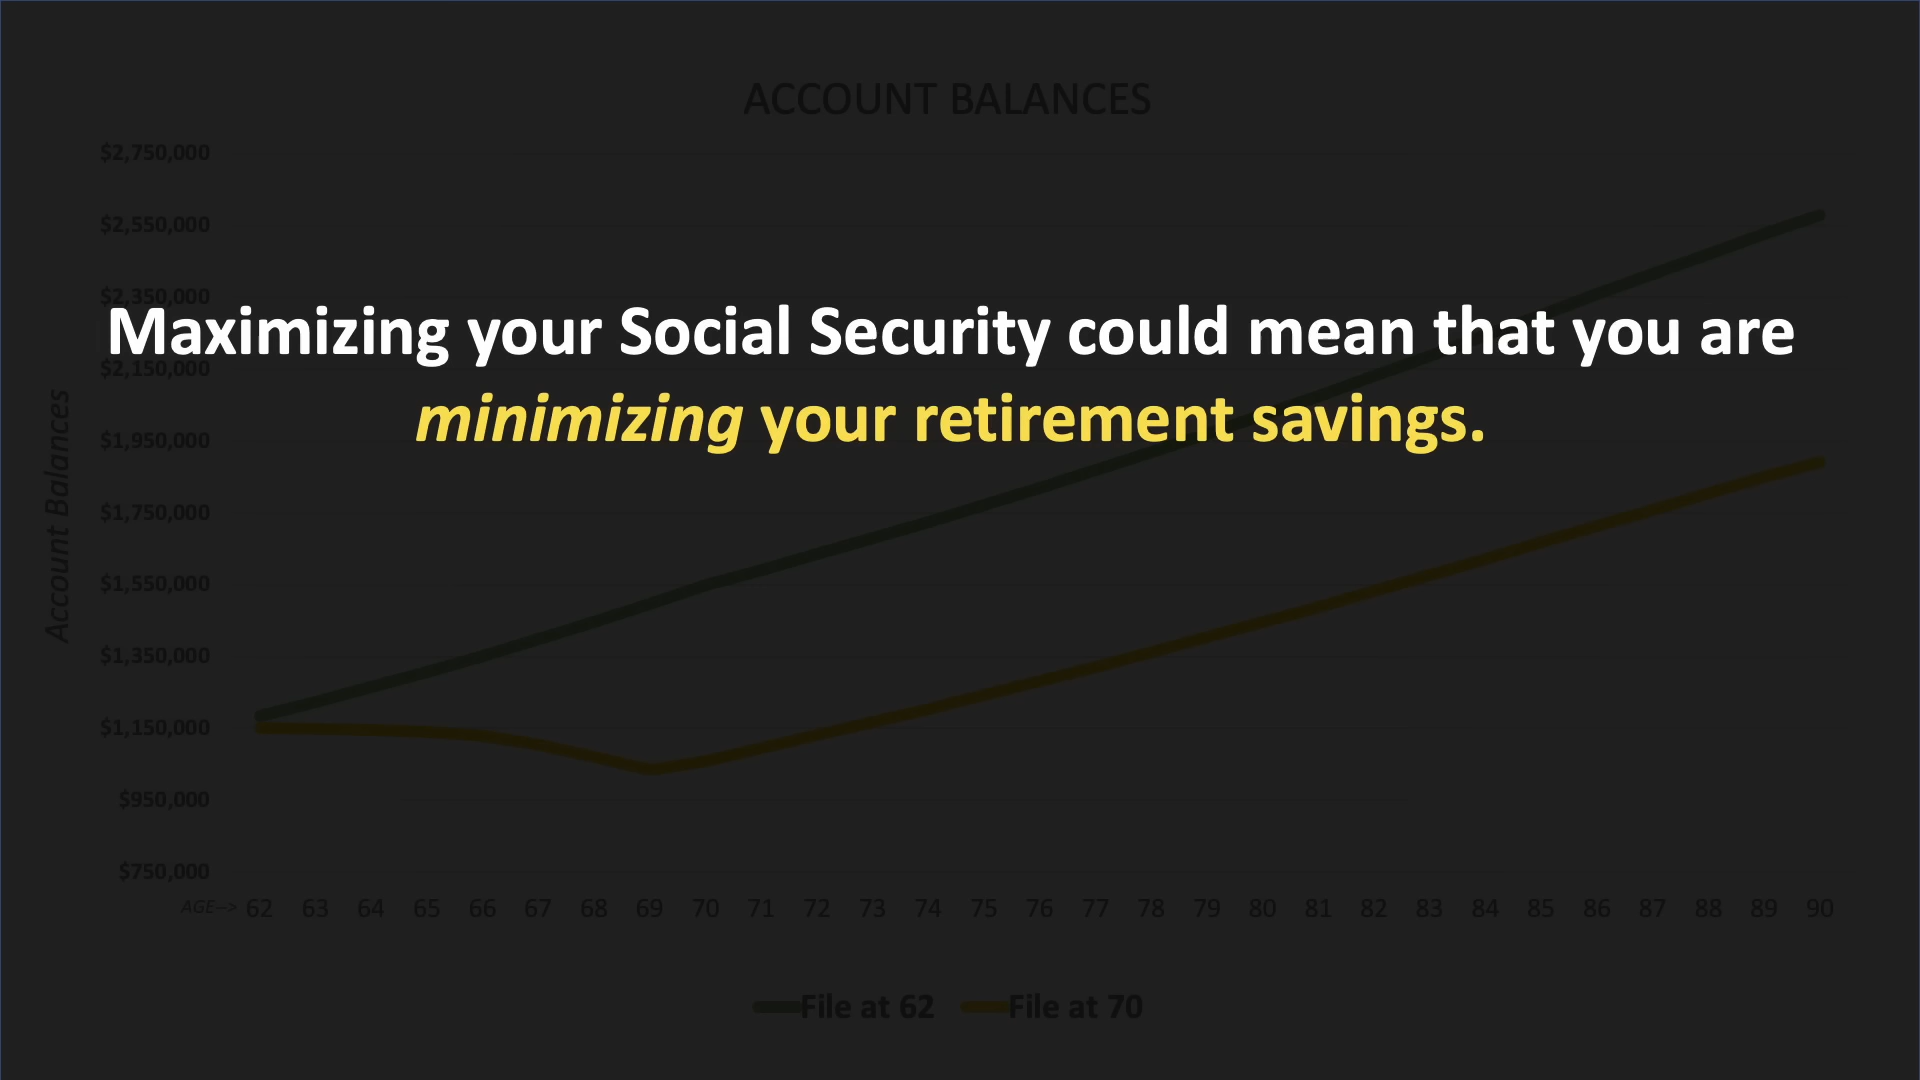 ACCOUNT BALANCES
$2,750,000
$2,550,000
$2,350,000
Maximizing your Social Security could mean that you are
$2,150,000
minimizing your retirement savings.
$1,950,000
Account Balances
$1,750,000
$1,550,000
$1,350,000
$1,150,000
$950,000
$750,000
AGE--> 62 63 64 65 66 67 68 69 70 71 72 73 74 75 76 77 78 79 80 81 82 83 84 85 86 87 88 89 90
File at 62 File at 70